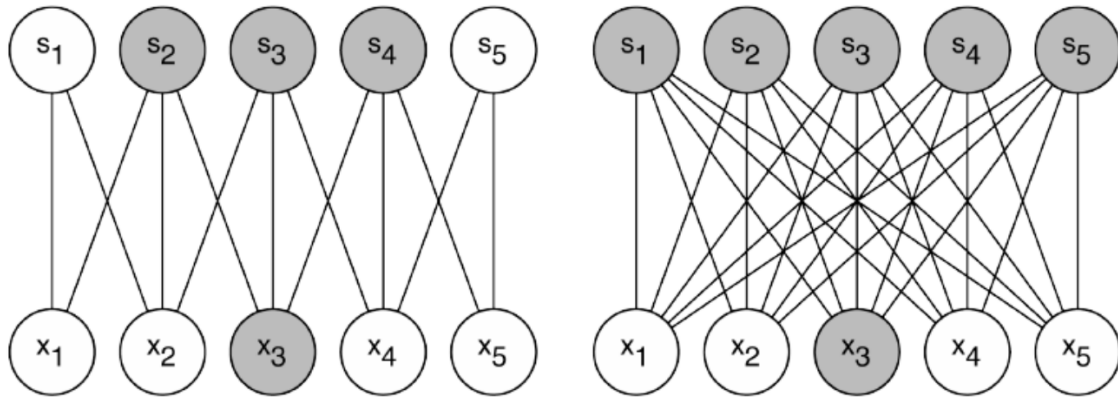 s1 s2 s3 s4 s5 s1 s2 s3 s4 s5
x1 x2 x3 x4 x5 x1 x2 x3 x4 x5